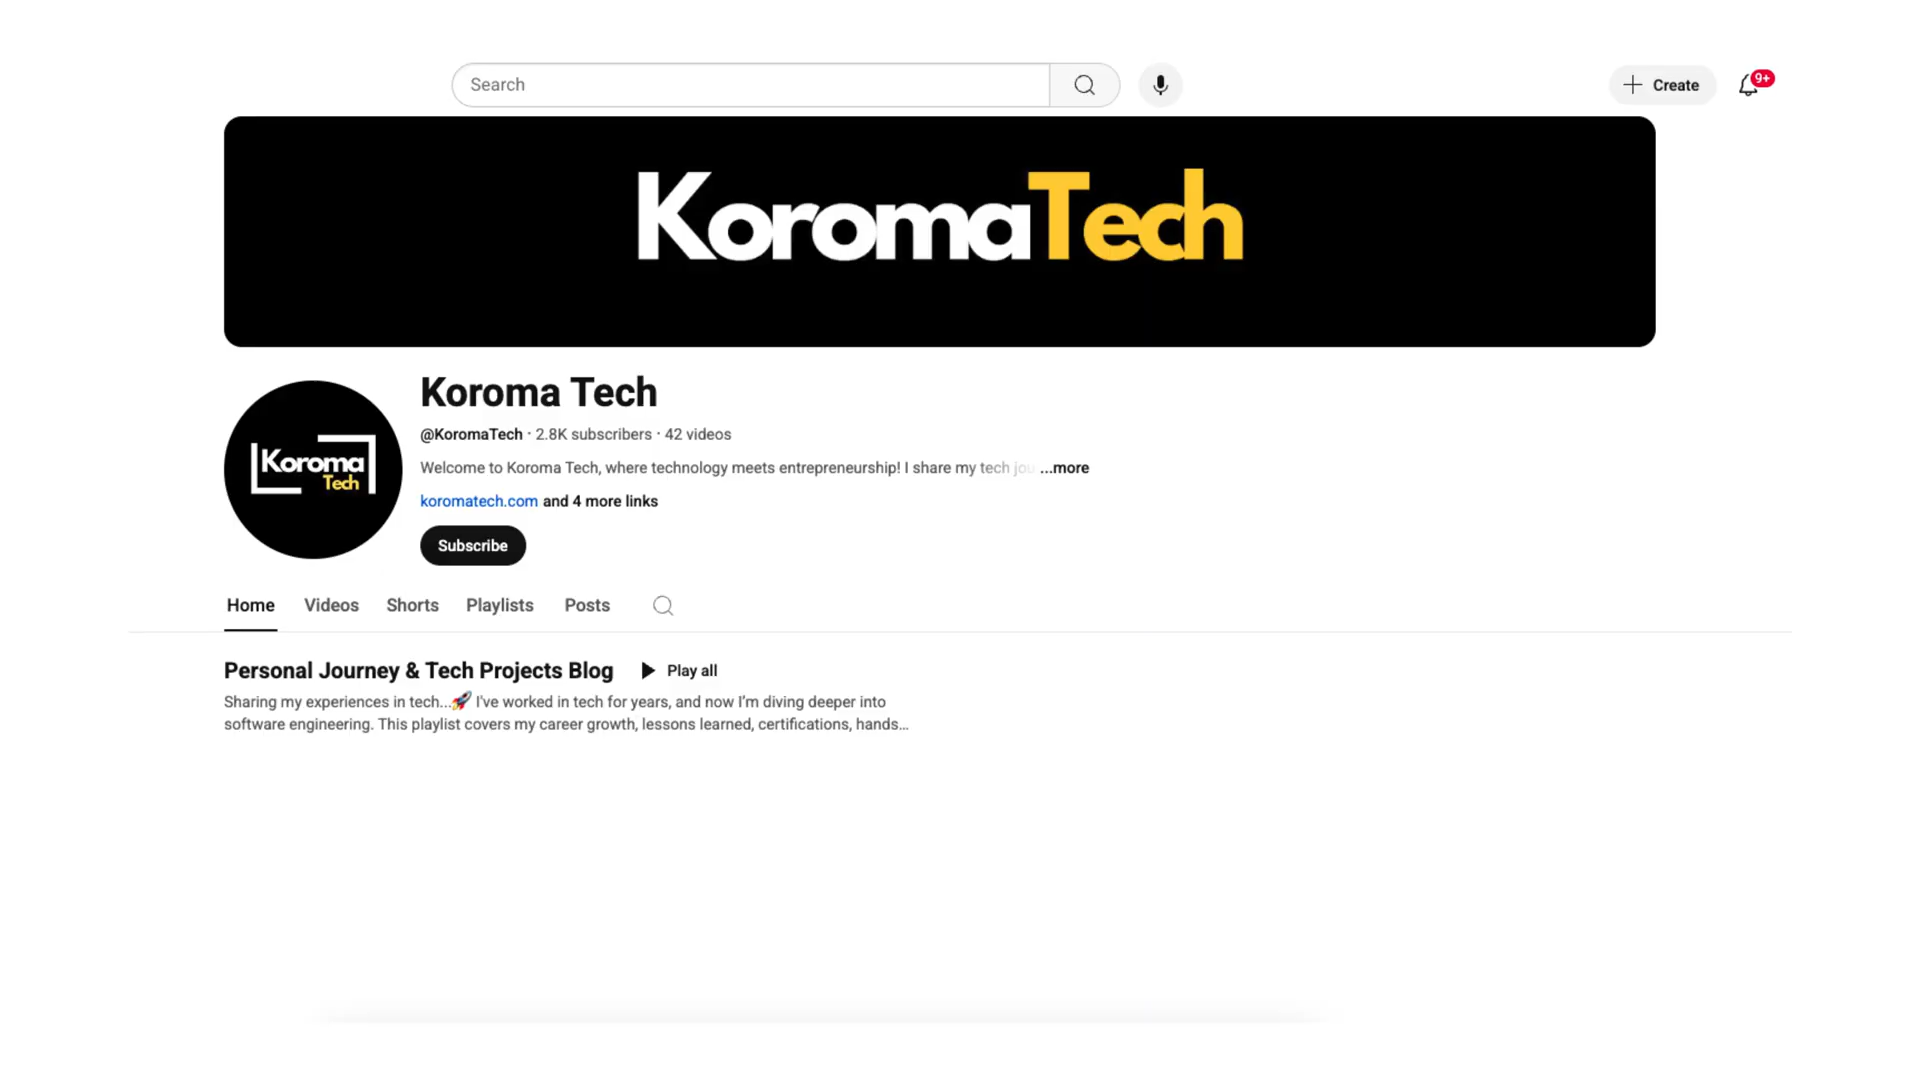 Search
Create
9+
KoromaTech
Koroma
Tech
Koroma Tech
@KoromaTech · 2.8K subscribers · 42 videos
Welcome to Koroma Tech, where technology meets entrepreneurship! I share my tech jou ...more
koromatech.com and 4 more links
Subscribe
Home Videos Shorts Playlists Posts
Personal Journey & Tech Projects Blog Play all
Sharing my experiences in tech...🚀 I've worked in tech for years, and now I'm diving deeper into
software engineering. This playlist covers my career growth, lessons learned, certifications, hands...